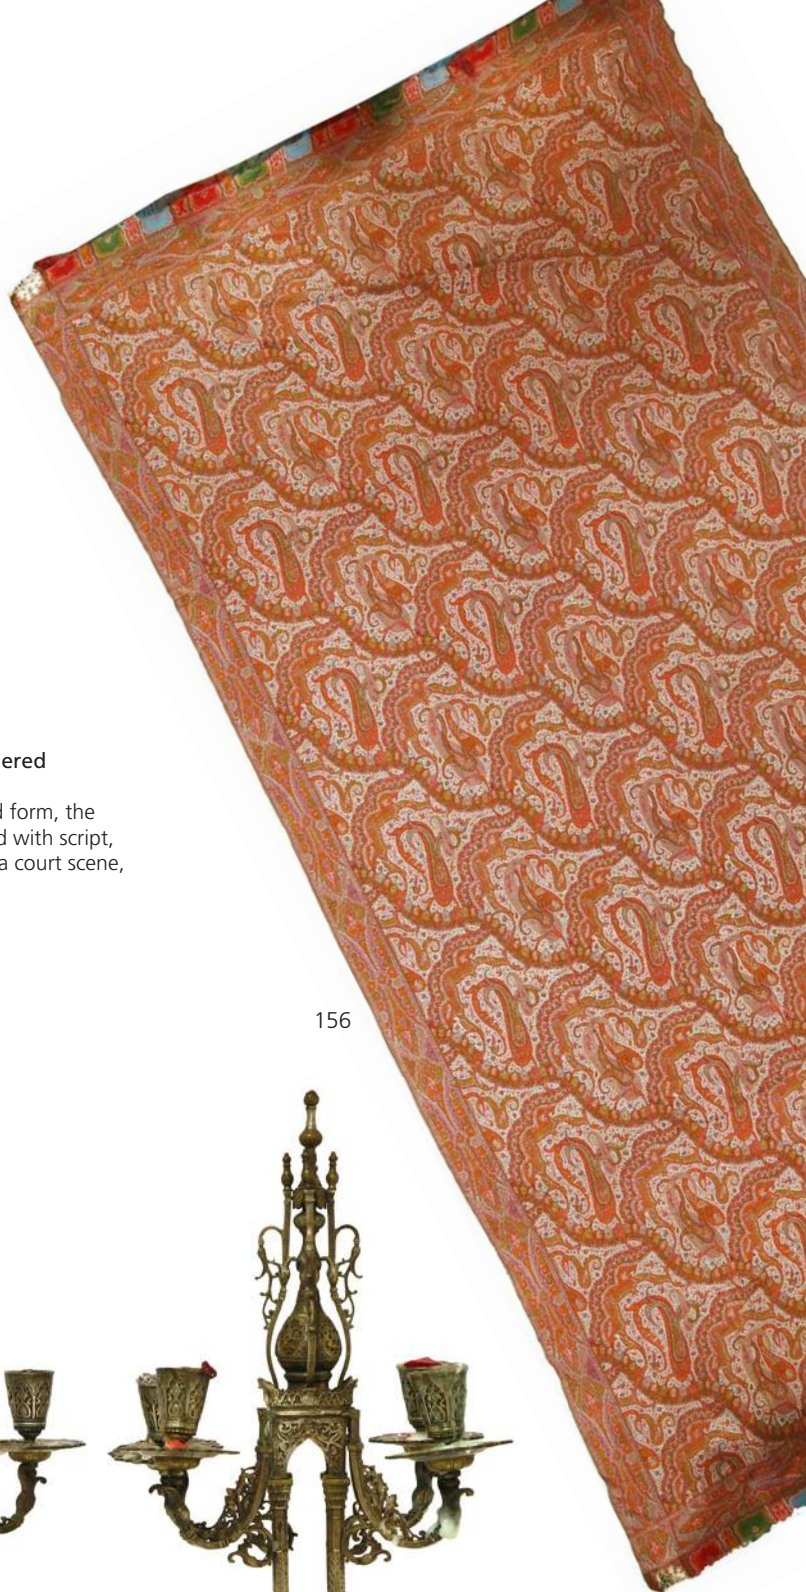 ered
d form, the
d with script,
a court scene,
156